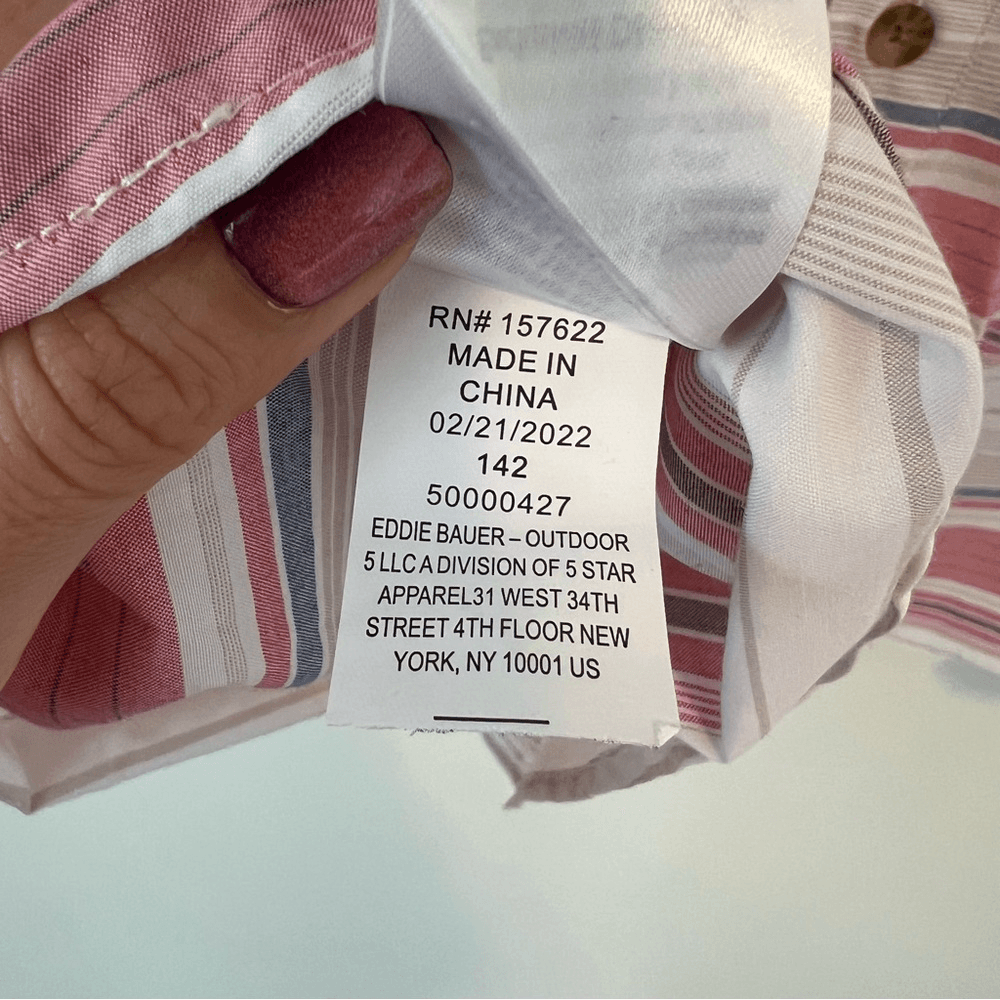 RN# 157622
MADE IN
CHINA
02/21/2022
142
50000427
EDDIE BAUER – OUTDOOR
5 LLC A DIVISION OF 5 STAR
APPAREL31 WEST 34TH
STREET 4TH FLOOR NEW
YORK, NY 10001 US